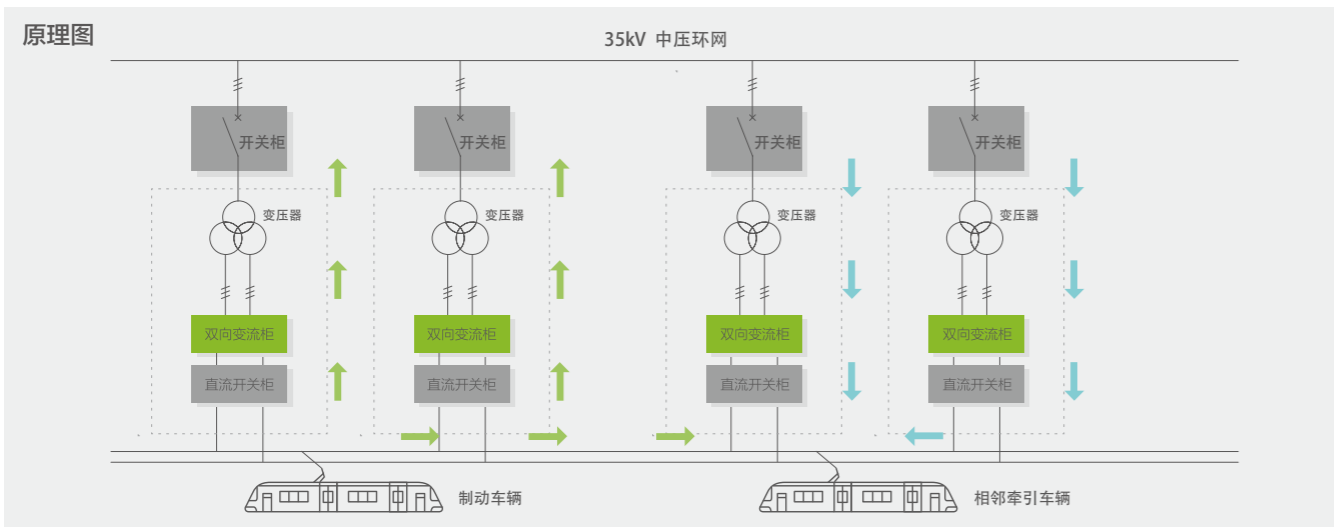 原理图
35kV 中压环网
开关柜
开关柜
开关柜
开关柜
变压器
变压器
变压器
变压器
双向变流柜
双向变流柜
双向变流柜
双向变流柜
直流开关柜
直流开关柜
直流开关柜
直流开关柜
制动车辆
相邻牵引车辆